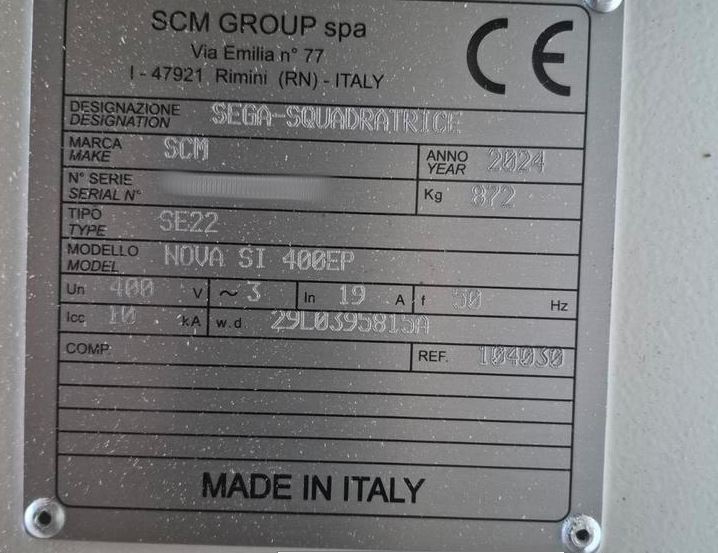 SCM GROUP spa
Via Emilia n° 77
I - 47921 Rimini (RN) - ITALY
CE
DESIGNAZIONE
DESIGNATION
SEGA-SQUADRATRICE
MARCA
MAKE
SCM
ANNO
YEAR
2024
N° SERIE
SERIAL N°
Kg 872
TIPO
TYPE
SE22
MODELLO
MODEL
NOVA SI 400EP
Un 400 V ~ 3 In 19 A f 50 Hz
Icc 10 kA w.d 29L0395815A
COMP. REF. 104030
MADE IN ITALY